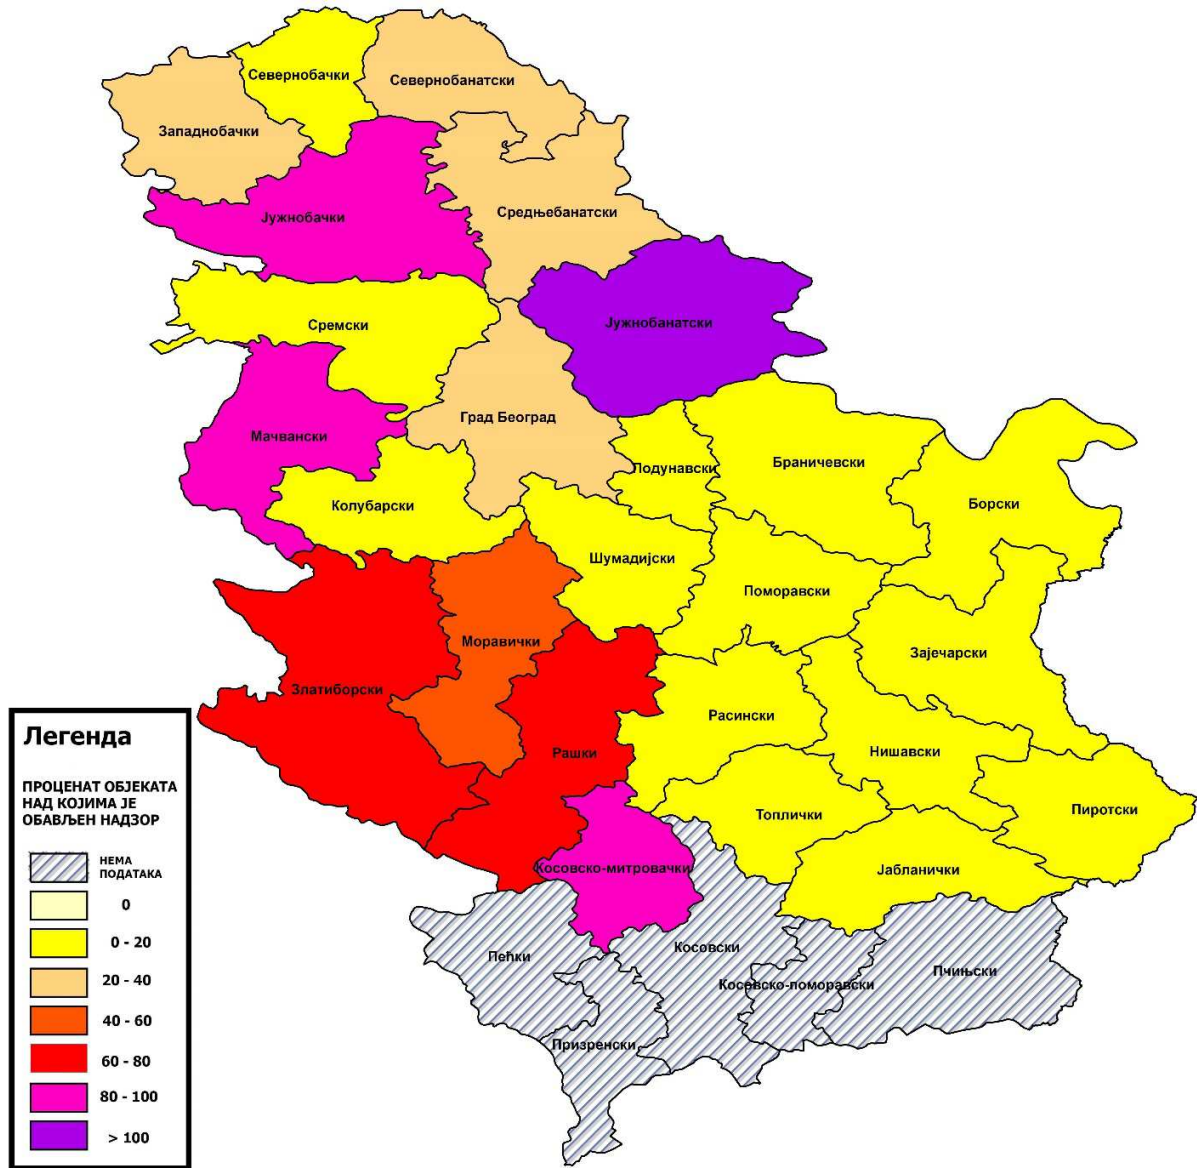 Севернобачки
Севернобанатски
Западнобачки
Јужнобачки
Средњебанатски
Сремски
Јужнобанатски
Град Београд
Мачвански
Подунавски
Браничевски
Колубарски
Борски
Шумадијски
Поморавски
Моравички
Зајечарски
Златиборски
Расински
Рашки
Нишавски
Топлички
Пиротски
Косовско-митровачки
Јабланички
Пећки
Косовски
Пчињски
Косовско-поморавски
Призренски
Легенда
ПРОЦЕНАТ ОБЈЕКАТА
НАД КОЈИМА ЈЕ
ОБАВЉЕН НАДЗОР
НЕМА
ПОДАТАКА
0
0 - 20
20 - 40
40 - 60
60 - 80
80 - 100
> 100